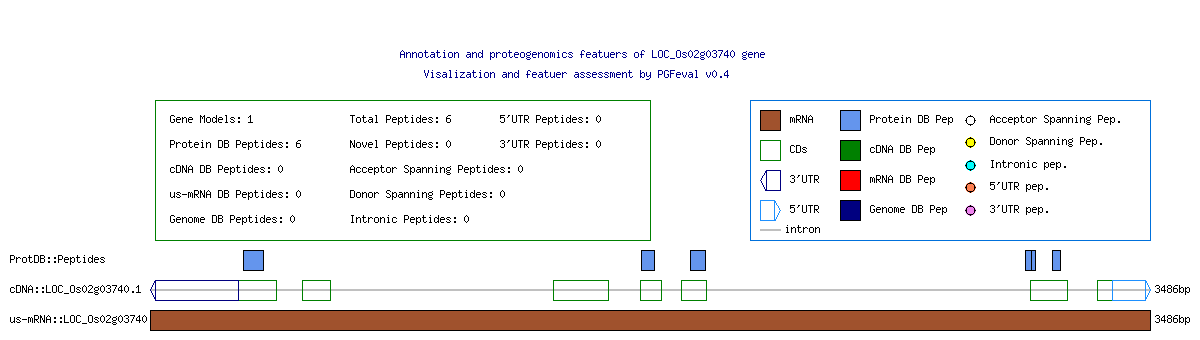 Annotation and proteogenomics featuers of LOC_Os02g03740 gene
Visalization and featuer assessment by PGFeval v0.4
Gene Models: 1 Total Peptides: 6 5'UTR Peptides: 0
Protein DB Peptides: 6 Novel Peptides: 0 3'UTR Peptides: 0
cDNA DB Peptides: 0 Acceptor Spanning Peptides: 0
us-mRNA DB Peptides: 0 Donor Spanning Peptides: 0
Genome DB Peptides: 0 Intronic Peptides: 0
mRNA Protein DB Pep Acceptor Spanning Pep.
CDs cDNA DB Pep Donor Spanning Pep.
3'UTR mRNA DB Pep Intronic pep.
5'UTR Genome DB Pep 5'UTR pep.
intron 3'UTR pep.
ProtDB::Peptides
cDNA::LOC_Os02g03740.1 3486bp
us-mRNA::LOC_Os02g03740 3486bp